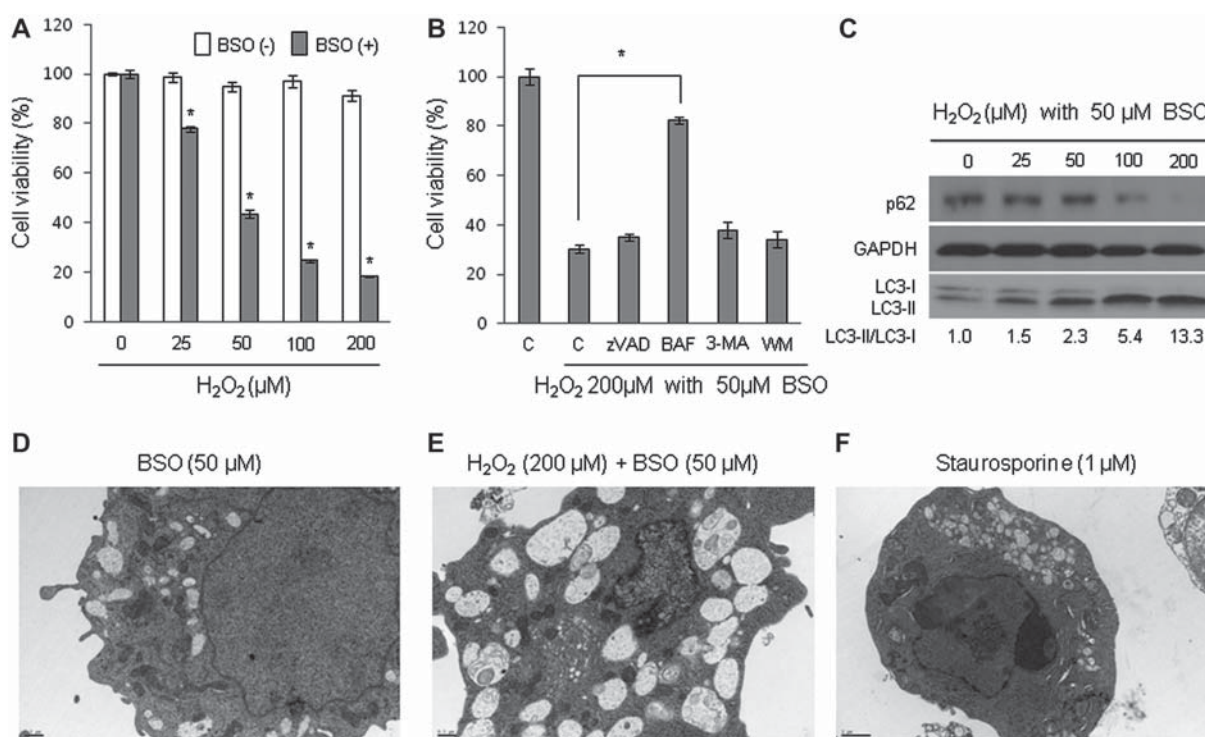 A
BSO (-) BSO (+)
Cell viability (%)
120
100
80
60
40
20
0
*
*
*
*
0 25 50 100 200
H₂O₂ (µM)
B
Cell viability (%)
120
100
80
60
40
20
0
*
C C zVAD BAF 3-MA WM
H₂O₂ 200µM with 50µM BSO
C
H₂O₂ (µM) with 50 µM BSO
0 25 50 100 200
p62
GAPDH
LC3-I
LC3-II
LC3-II/LC3-I 1.0 1.5 2.3 5.4 13.3
D
BSO (50 µM)
E
H₂O₂ (200 µM) + BSO (50 µM)
F
Staurosporine (1 µM)